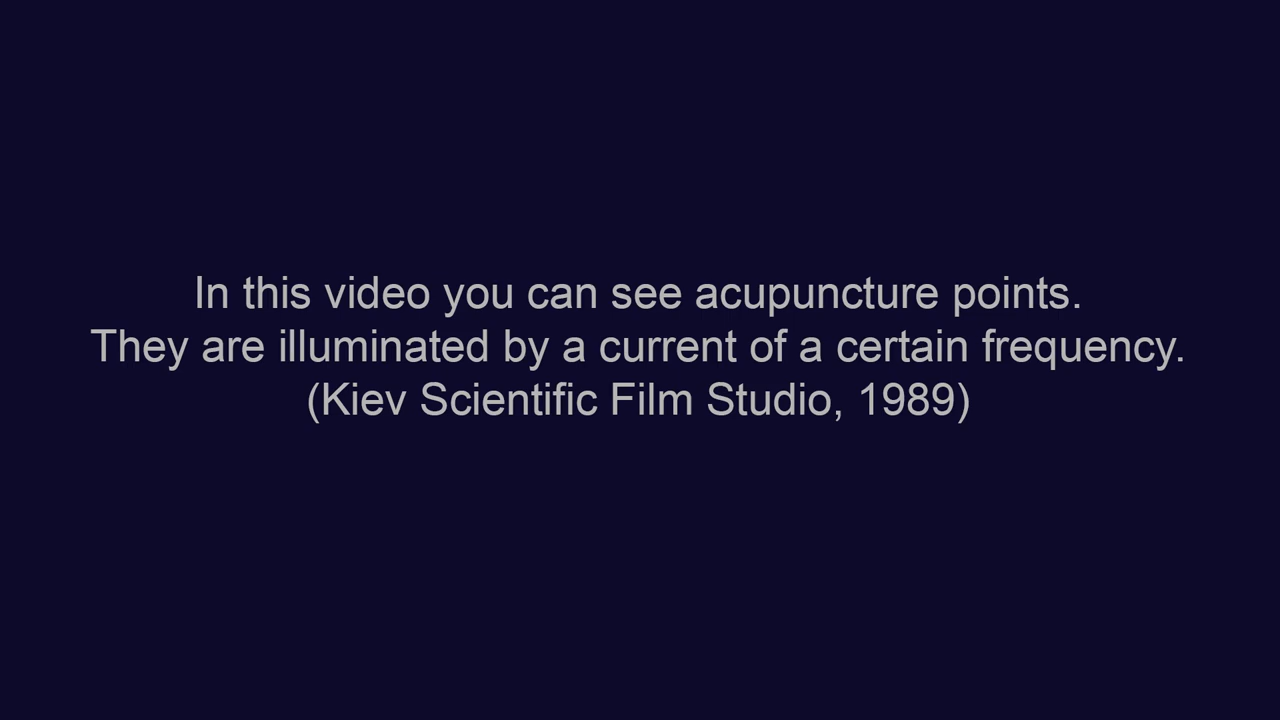 In this video you can see acupuncture points.
They are illuminated by a current of a certain frequency.
(Kiev Scientific Film Studio, 1989)